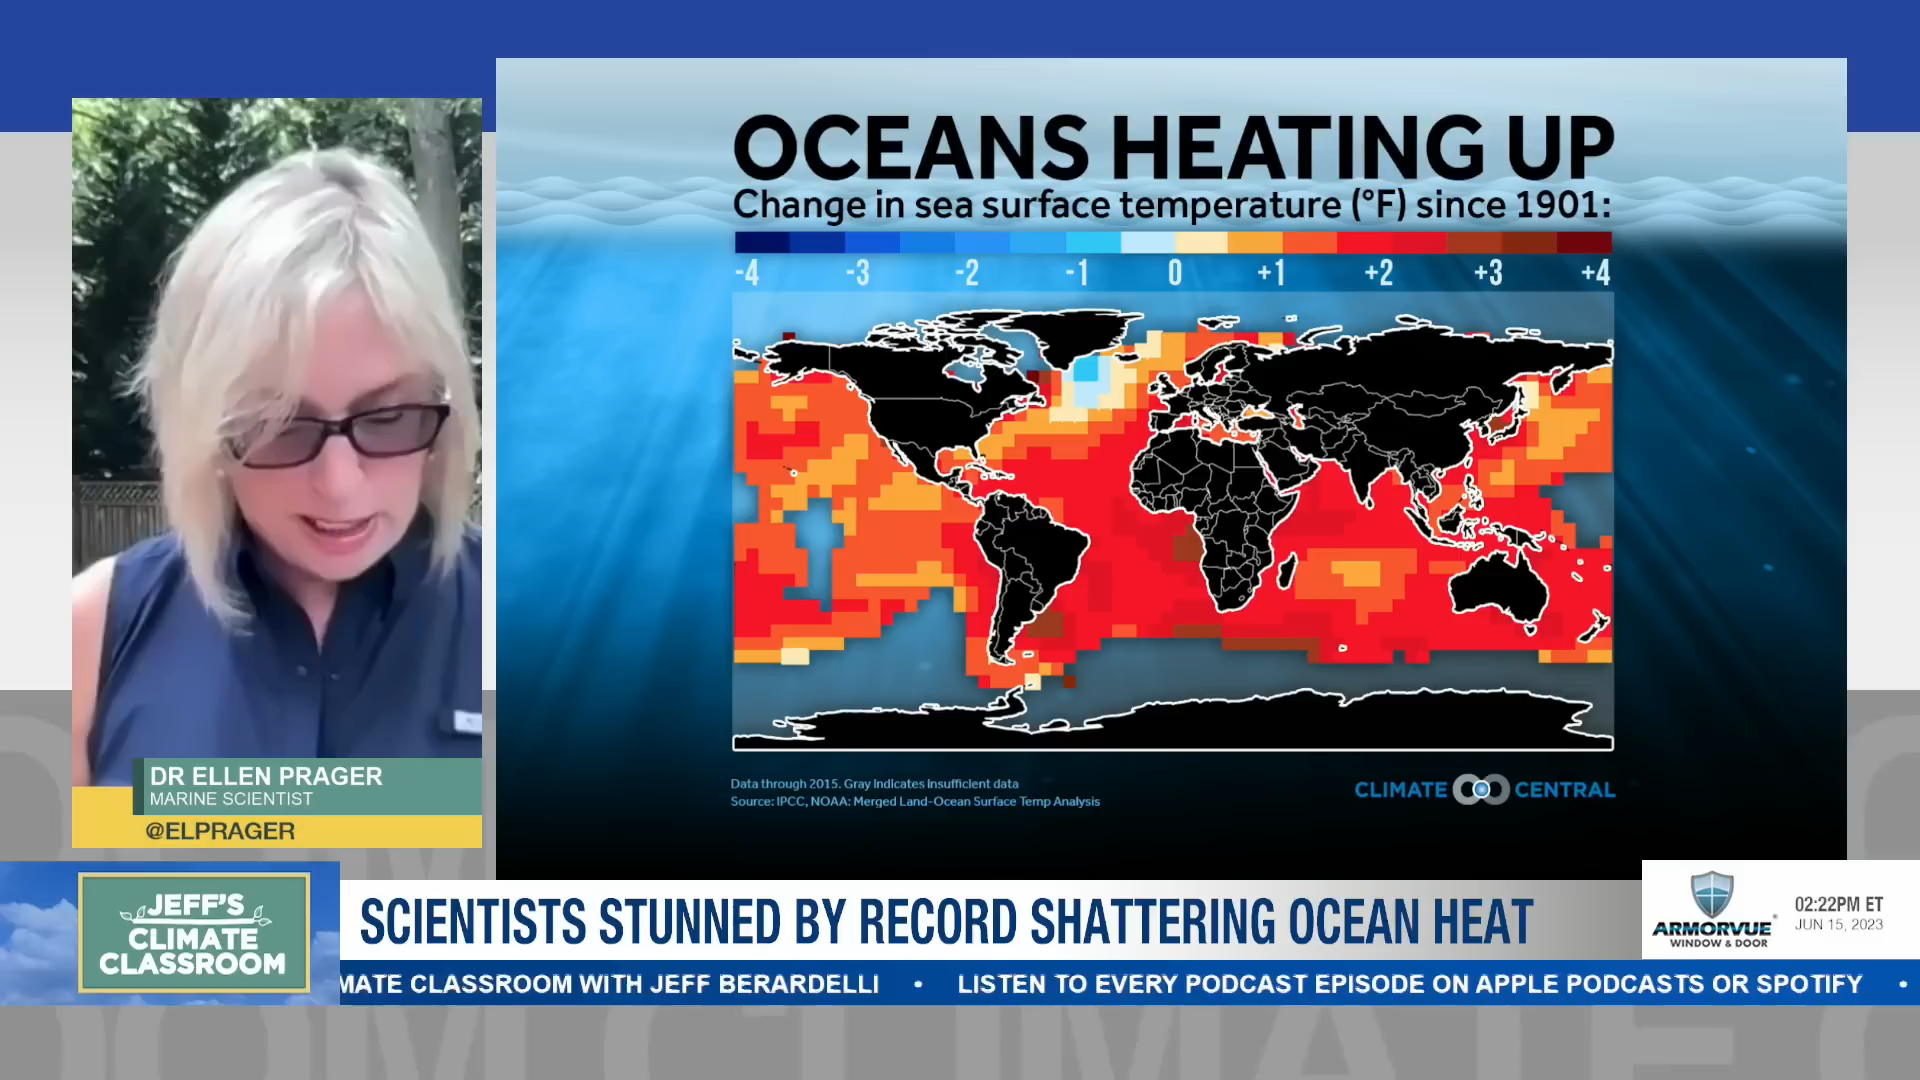 OCEANS HEATING UP
Change in sea surface temperature (°F) since 1901:
-4 -3 -2 -1 0 +1 +2 +3 +4
Data through 2015. Gray indicates insufficient data
Source: IPCC, NOAA: Merged Land-Ocean Surface Temp Analysis
CLIMATE CENTRAL
DR ELLEN PRAGER
MARINE SCIENTIST
@ELPRAGER
JEFF'S
CLIMATE
CLASSROOM
SCIENTISTS STUNNED BY RECORD SHATTERING OCEAN HEAT
ARMORVUE
WINDOW & DOOR
02:22PM ET
JUN 15, 2023
MATE CLASSROOM WITH JEFF BERARDELLI • LISTEN TO EVERY PODCAST EPISODE ON APPLE PODCASTS OR SPOTIFY •